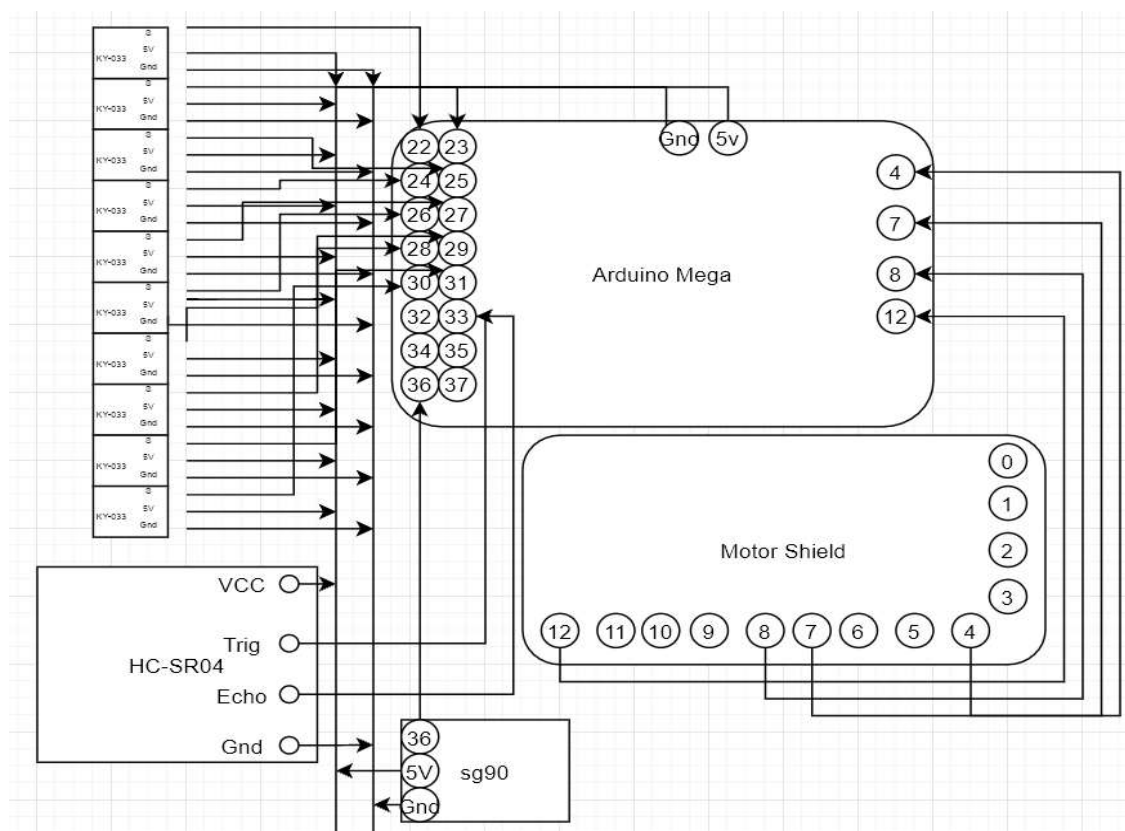 S
5V
KY-033
Gnd
S
5V
KY-033
Gnd
S
5V
KY-033
Gnd
S
5V
KY-033
Gnd
S
5V
KY-033
Gnd
S
5V
KY-033
Gnd
S
5V
KY-033
Gnd
S
5V
KY-033
Gnd
S
5V
KY-033
Gnd
S
5V
KY-033
Gnd
Gnd 5v
22 23
24 25
26 27
28 29
30 31
32 33
34 35
36 37
Arduino Mega
4
7
8
12
Motor Shield
0
1
2
3
12 11 10 9 8 7 6 5 4
HC-SR04
VCC
Trig
Echo
Gnd
36
5V
Gnd
sg90